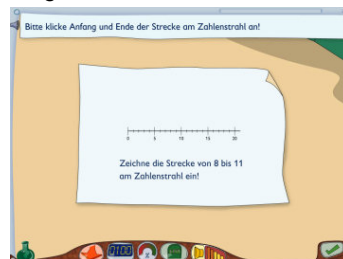 Bitte klicke Anfang und Ende der Strecke am Zahlenstrahl an!
0 5 10 15 20
Zeichne die Strecke von 8 bis 11
am Zahlenstrahl ein!